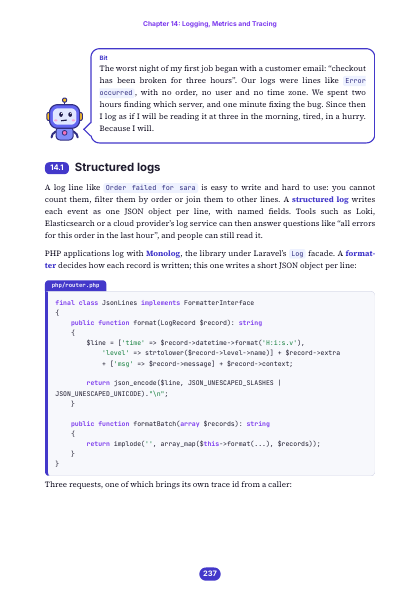 Chapter 14: Logging, Metrics and Tracing
Bit
The worst night of my first job began with a customer email: “checkout
has been broken for three hours”. Our logs were lines like Error
occurred, with no order, no user and no time zone. We spent two
hours finding which server, and one minute fixing the bug. Since then
I log as if I will be reading it at three in the morning, tired, in a hurry.
Because I will.
14.1 Structured logs
A log line like Order failed for sara is easy to write and hard to use: you cannot
count them, filter them by order or join them to other lines. A structured log writes
each event as one JSON object per line, with named fields. Tools such as Loki,
Elasticsearch or a cloud provider’s log service can then answer questions like “all errors
for this order in the last hour”, and people can still read it.
PHP applications log with Monolog, the library under Laravel’s Log facade. A format-
ter decides how each record is written; this one writes a short JSON object per line:
php/router.php
final class JsonLines implements FormatterInterface
{
    public function format(LogRecord $record): string
    {
        $line = ['time' => $record->datetime->format('H:i:s.v'),
            'level' => strtolower($record->level->name)] + $record->extra
            + ['msg' => $record->message] + $record->context;
        return json_encode($line, JSON_UNESCAPED_SLASHES |
JSON_UNESCAPED_UNICODE)."\n";
    }
    public function formatBatch(array $records): string
    {
        return implode('', array_map($this->format(...), $records));
    }
}
Three requests, one of which brings its own trace id from a caller:
237